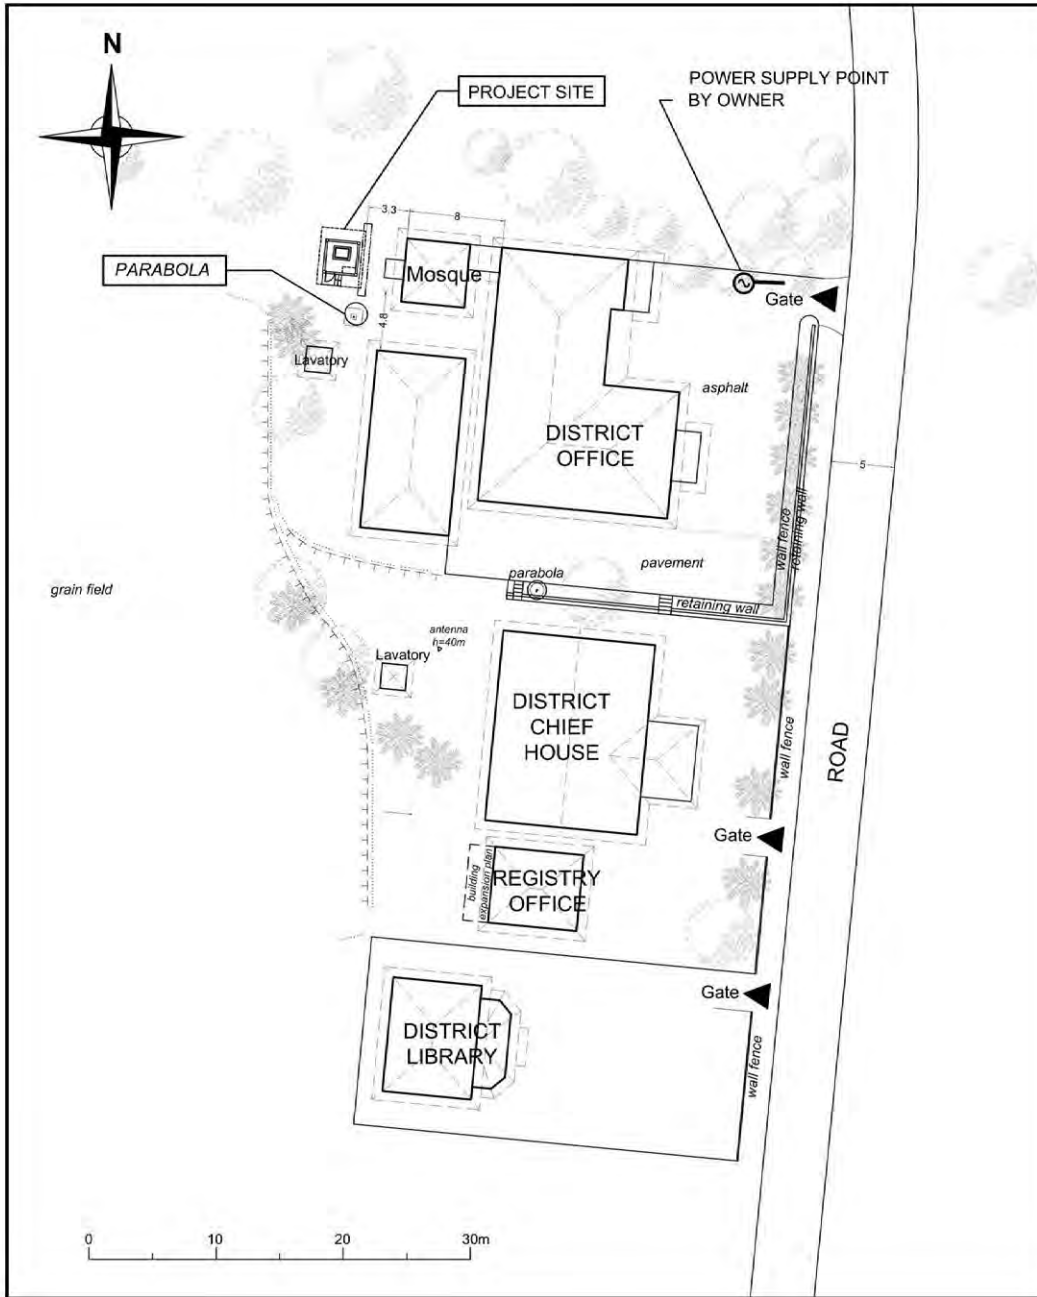 N
PROJECT SITE
POWER SUPPLY POINT
BY OWNER
3.3
8
PARABOLA
Mosque
Gate
4.8
Lavatory
asphalt
DISTRICT
OFFICE
5
wall fence
retaining wall
pavement
parabola
retaining wall
grain field
antenna
h=40m
Lavatory
DISTRICT
CHIEF
HOUSE
wall fence
ROAD
Gate
building
expansion plan
REGISTRY
OFFICE
Gate
DISTRICT
LIBRARY
wall fence
0
10
20
30m